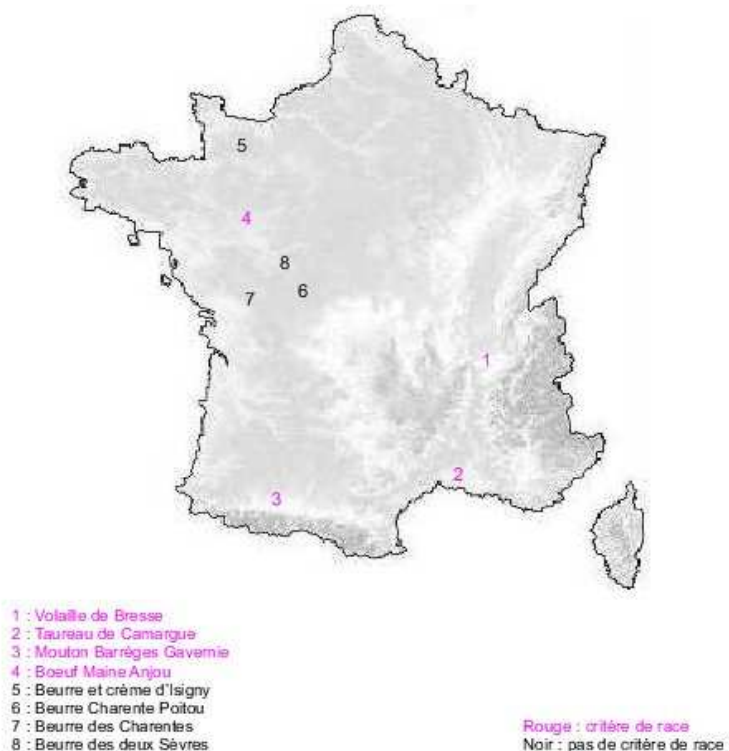 5
4
8
6
7
1
2
3
1 : Volaille de Bresse
2 : Taureau de Camargue
3 : Mouton Barrèges Gavernie
4 : Boeuf Maine Anjou
5 : Beurre et crème d'Isigny
6 : Beurre Charente Poitou
7 : Beurre des Charentes
8 : Beurre des deux Sèvres
Rouge : critère de race
Noir : pas de critère de race